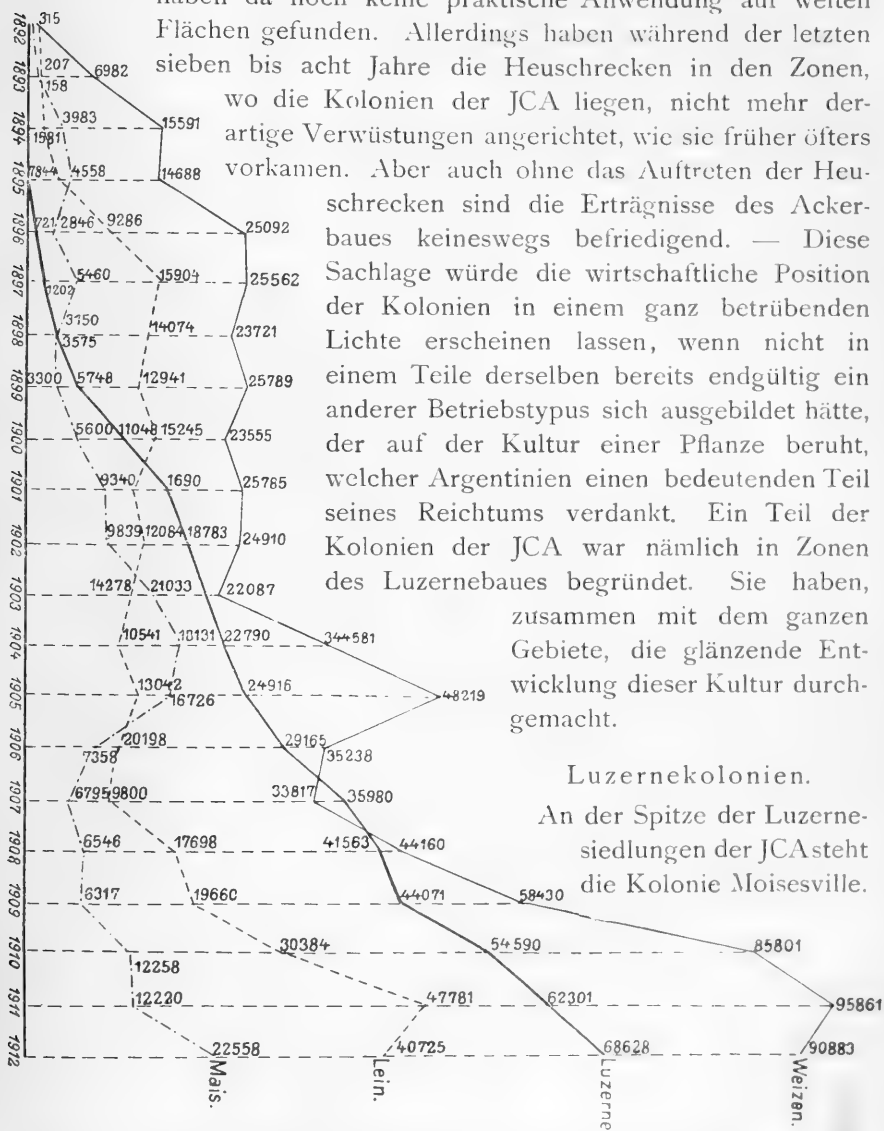 haben da noch keine praktische Anwendung auf weiten
Flächen gefunden. Allerdings haben während der letzten
sieben bis acht Jahre die Heuschrecken in den Zonen,
wo die Kolonien der JCA liegen, nicht mehr der-
artige Verwüstungen angerichtet, wie sie früher öfters
vorkamen. Aber auch ohne das Auftreten der Heu-
schrecken sind die Erträgnisse des Acker-
baues keineswegs befriedigend. — Diese
Sachlage würde die wirtschaftliche Position
der Kolonien in einem ganz betrübenden
Lichte erscheinen lassen, wenn nicht in
einem Teile derselben bereits endgültig ein
anderer Betriebstypus sich ausgebildet hätte,
der auf der Kultur einer Pflanze beruht,
welcher Argentinien einen bedeutenden Teil
seines Reichtums verdankt. Ein Teil der
Kolonien der JCA war nämlich in Zonen
des Luzernebaues begründet. Sie haben,
zusammen mit dem ganzen
Gebiete, die glänzende Ent-
wicklung dieser Kultur durch-
gemacht.
Luzernekolonien.
An der Spitze der Luzerne-
siedlungen der JCA steht
die Kolonie Moisesville.
1892 315
1893 207 158 6982
1894 1581 3983 15591
1895 7844 4558 14688
1896 721 2846 9286 25092
1897 1202 5460 15904 25562
1898 3150 3575 14074 23721
1899 3300 5748 12941 25789
1900 5600 11048 15245 23555
1901 9340 1690 25765
1902 9839 12084 18783 24910
1903 14278 21033 22087
1904 10541 18131 22790 344581
1905 13042 16726 24916 48219
1906 7358 20198 29165 35238
1907 6795 9800 33817 35980
1908 6546 17698 41563 44160
1909 6317 19660 44071 58430
1910 12258 30384 54590 85801
1911 12220 47781 62301 95861
1912 22558 40725 68628 90883
Mais.
Lein.
Luzerne
Weizen.